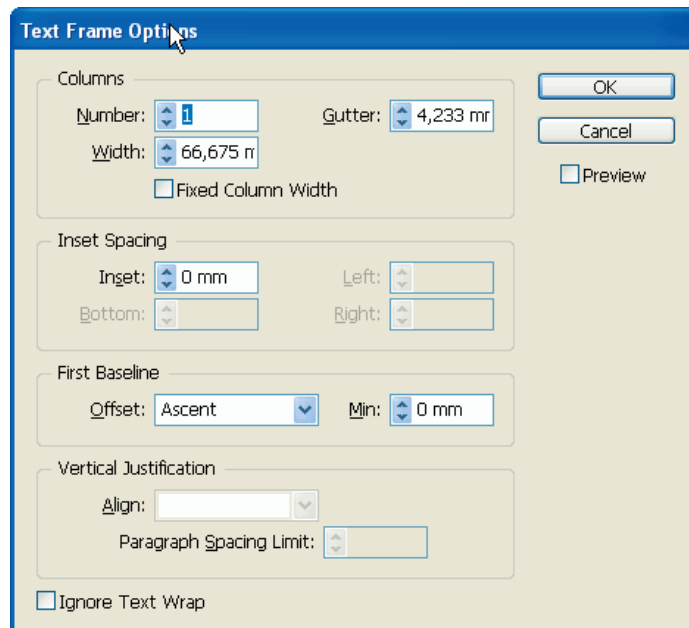 Text Frame Options
Columns
Number: 1 Gutter: 4,233 mr
Width: 66,675 r
Fixed Column Width
Inset Spacing
Inset: 0 mm Left:
Bottom: Right:
First Baseline
Offset: Ascent Min: 0 mm
Vertical Justification
Align:
Paragraph Spacing Limit:
Ignore Text Wrap
OK
Cancel
Preview